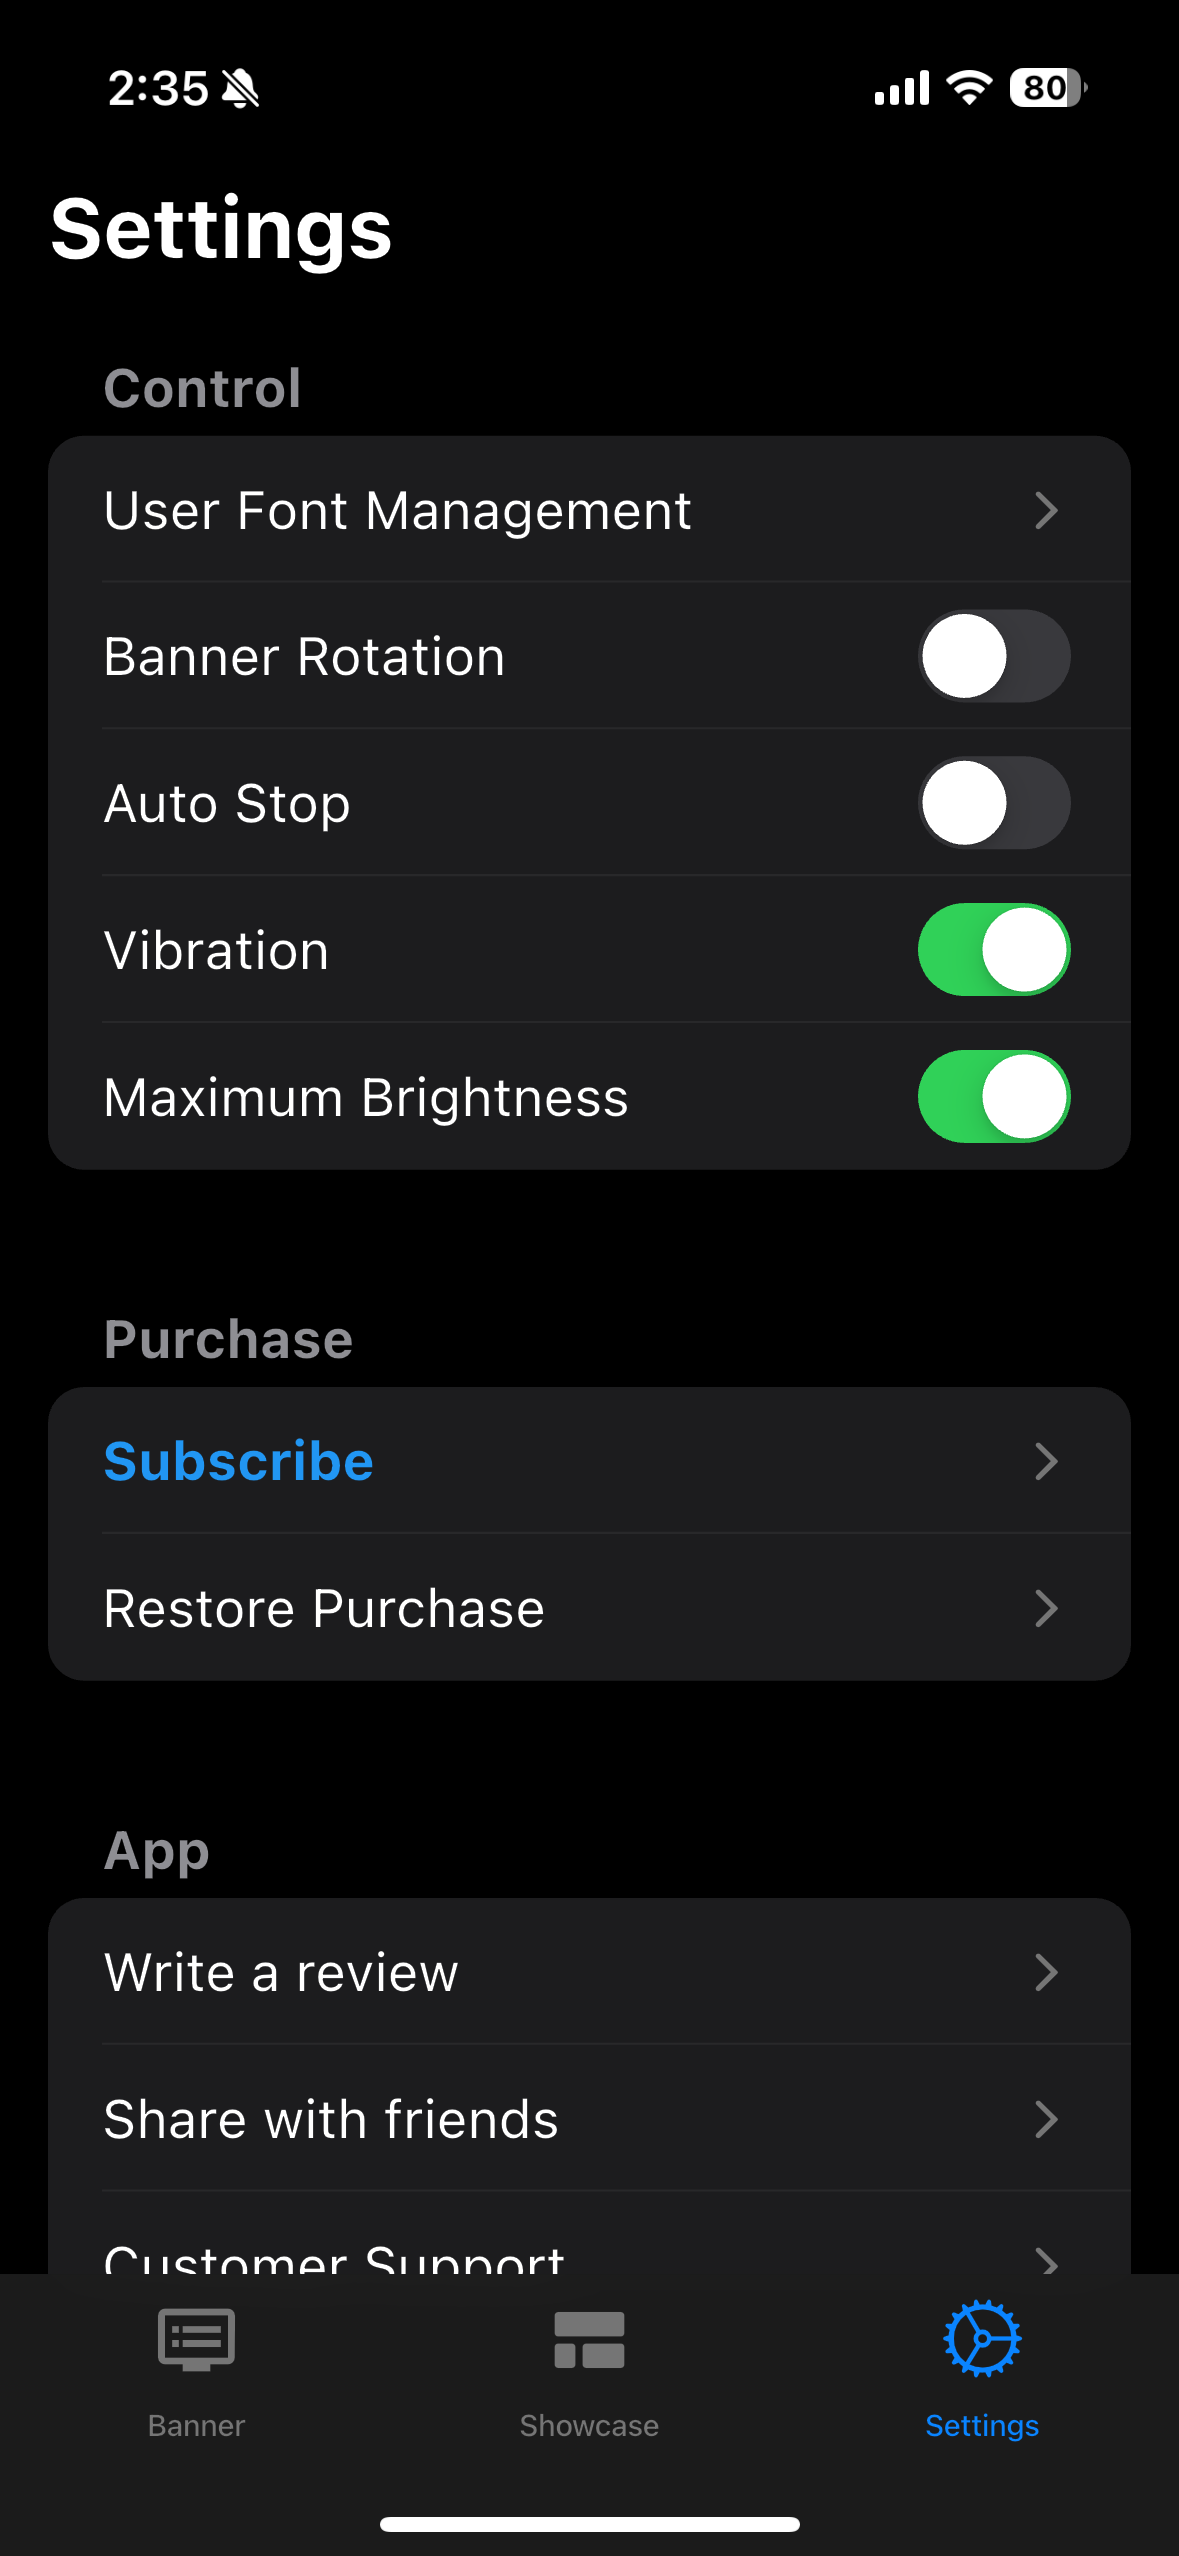 2:35
80
Settings
Control
User Font Management
Banner Rotation
Auto Stop
Vibration
Maximum Brightness
Purchase
Subscribe
Restore Purchase
App
Write a review
Share with friends
Customer Support
Banner
Showcase
Settings